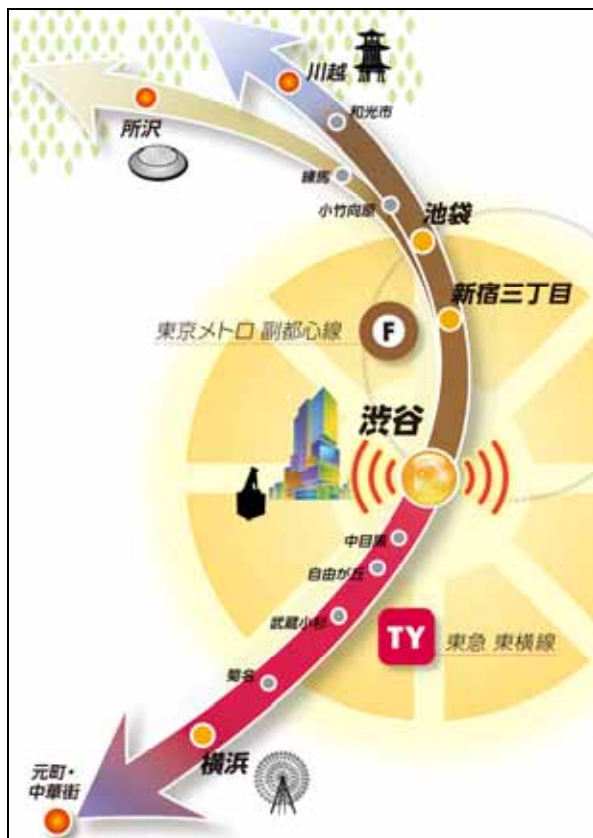 川越
和光市
所沢
練馬
小竹向原
池袋
新宿三丁目
東京メトロ 副都心線
F
渋谷
中目黒
自由が丘
武蔵小杉
TY
東急 東横線
菊名
横浜
元町・
中華街